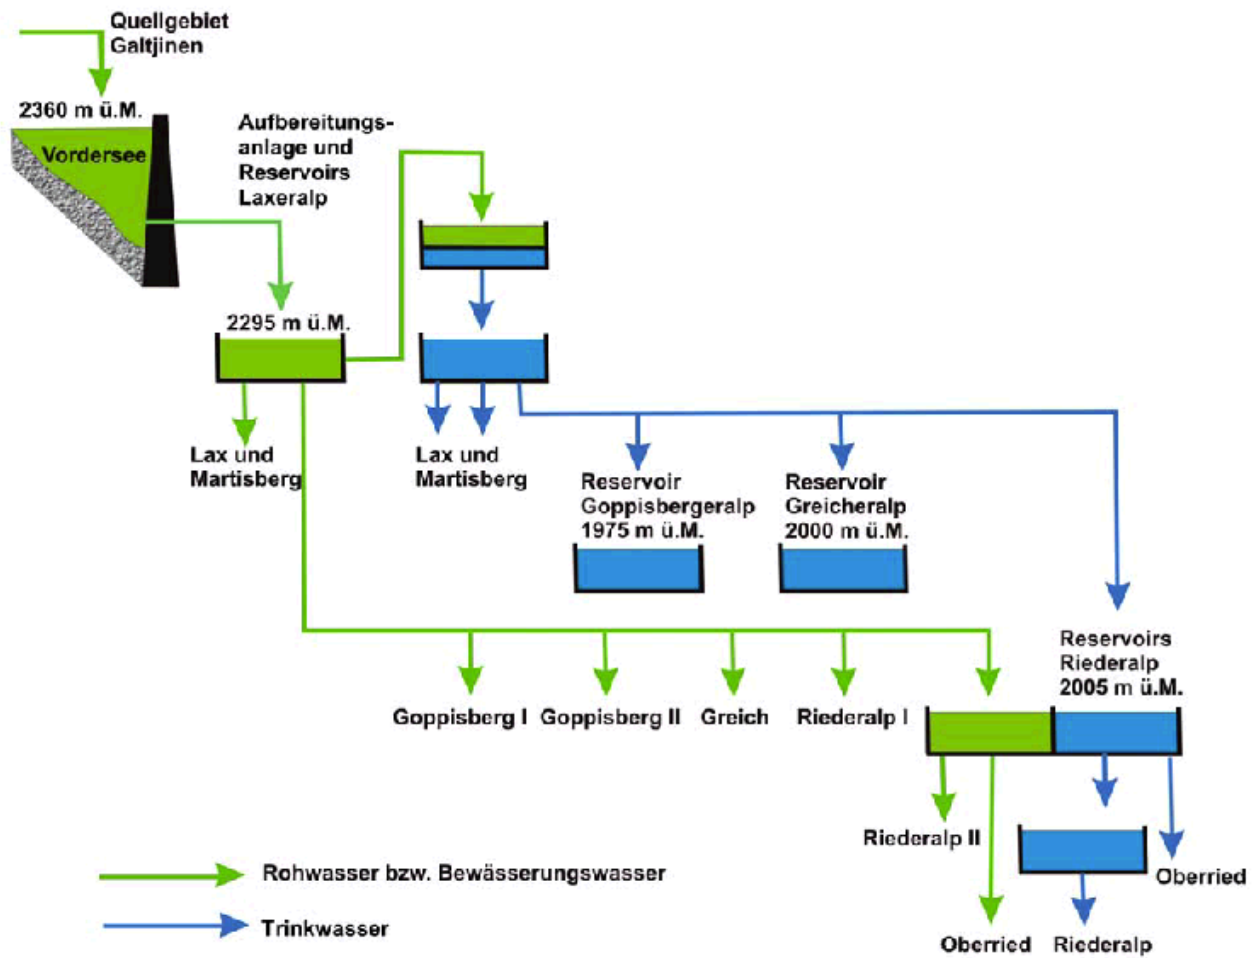 Quellgebiet
Galtjinen
2360 m ü.M.
Vordersee
Aufbereitungs-
anlage und
Reservoirs
Laxeralp
2295 m ü.M.
Lax und
Martisberg
Lax und
Martisberg
Reservoir
Goppisbergeralp
1975 m ü.M.
Reservoir
Greicheralp
2000 m ü.M.
Reservoirs
Riederalp
2005 m ü.M.
Goppisberg I
Goppisberg II
Greich
Riederalp I
Riederalp II
Oberried
Oberried
Riederalp
Rohwasser bzw. Bewässerungswasser
Trinkwasser